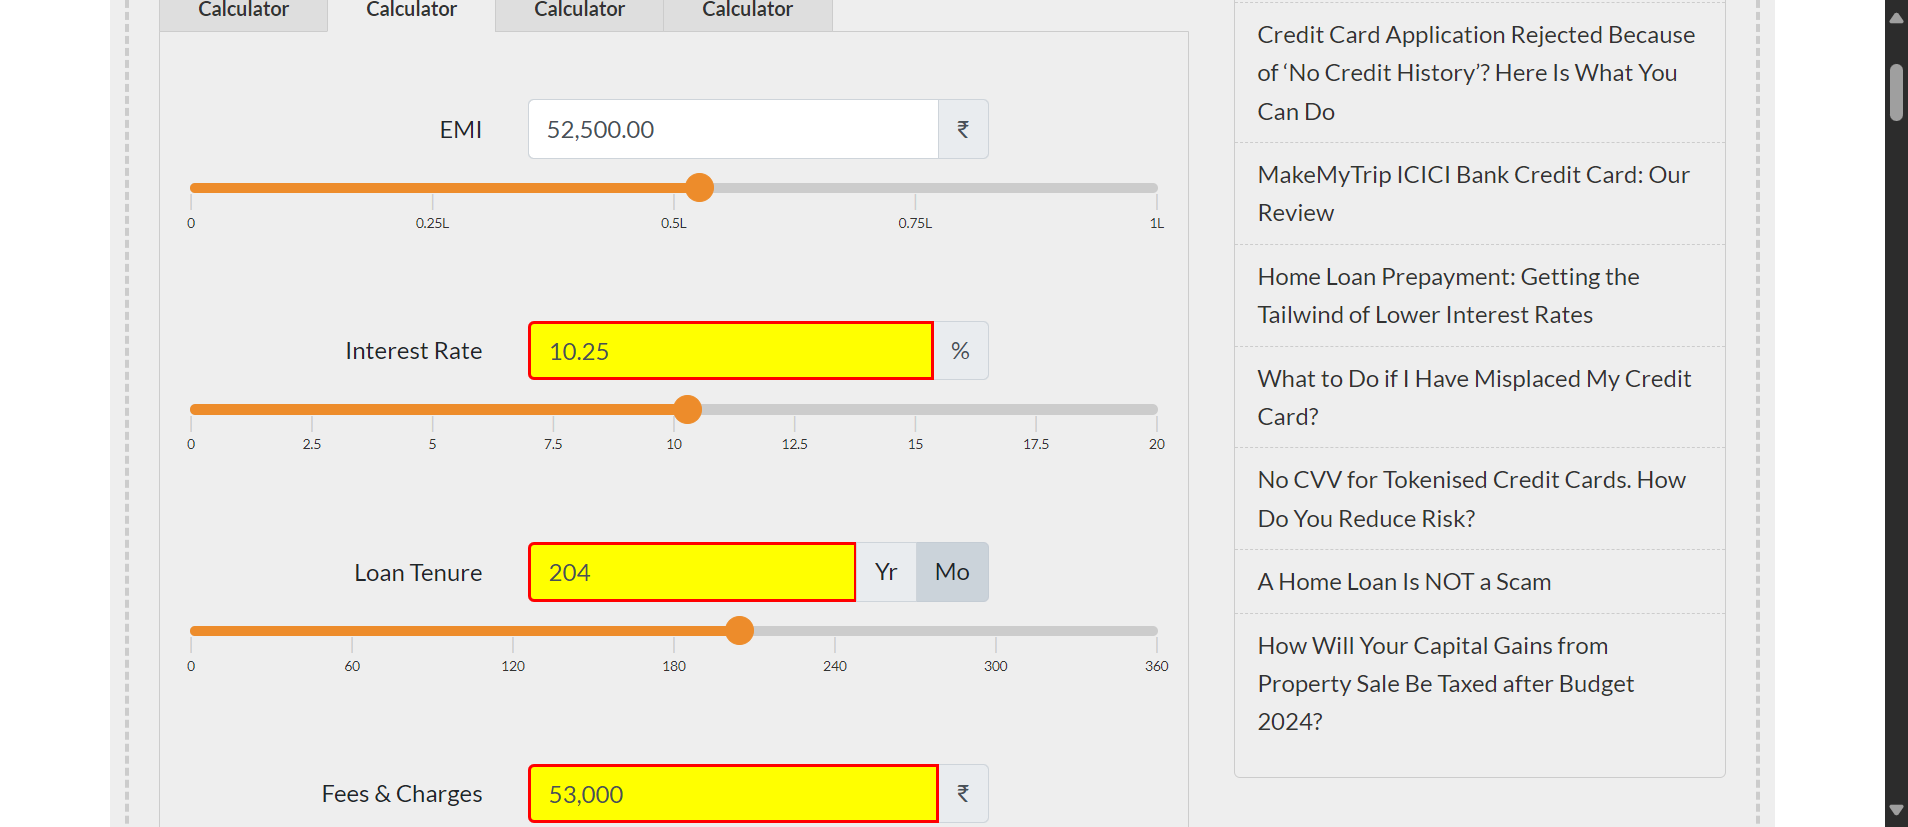 Calculator
Calculator
Calculator
Calculator
EMI
52,500.00
₹
0
0.25L
0.5L
0.75L
1L
Interest Rate
10.25
%
0
2.5
5
7.5
10
12.5
15
17.5
20
Loan Tenure
204
Yr
Mo
0
60
120
180
240
300
360
Fees & Charges
53,000
₹
Credit Card Application Rejected Because
of ‘No Credit History’? Here Is What You
Can Do
MakeMyTrip ICICI Bank Credit Card: Our
Review
Home Loan Prepayment: Getting the
Tailwind of Lower Interest Rates
What to Do if I Have Misplaced My Credit
Card?
No CVV for Tokenised Credit Cards. How
Do You Reduce Risk?
A Home Loan Is NOT a Scam
How Will Your Capital Gains from
Property Sale Be Taxed after Budget
2024?